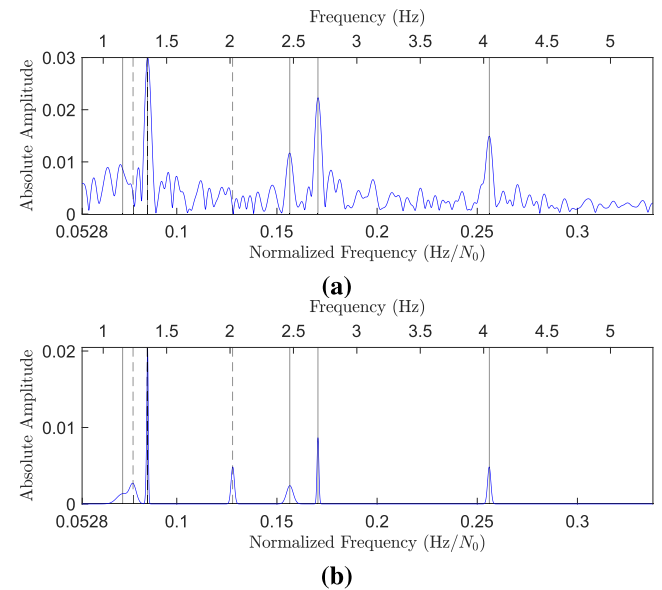 Frequency (Hz)
1 1.5 2 2.5 3 3.5 4 4.5 5
0.03
0.02
0.01
0
Absolute Amplitude
0.0528 0.1 0.15 0.2 0.25 0.3
Normalized Frequency (Hz/N₀)
(a)
Frequency (Hz)
1 1.5 2 2.5 3 3.5 4 4.5 5
0.02
0.01
0
Absolute Amplitude
0.0528 0.1 0.15 0.2 0.25 0.3
Normalized Frequency (Hz/N₀)
(b)